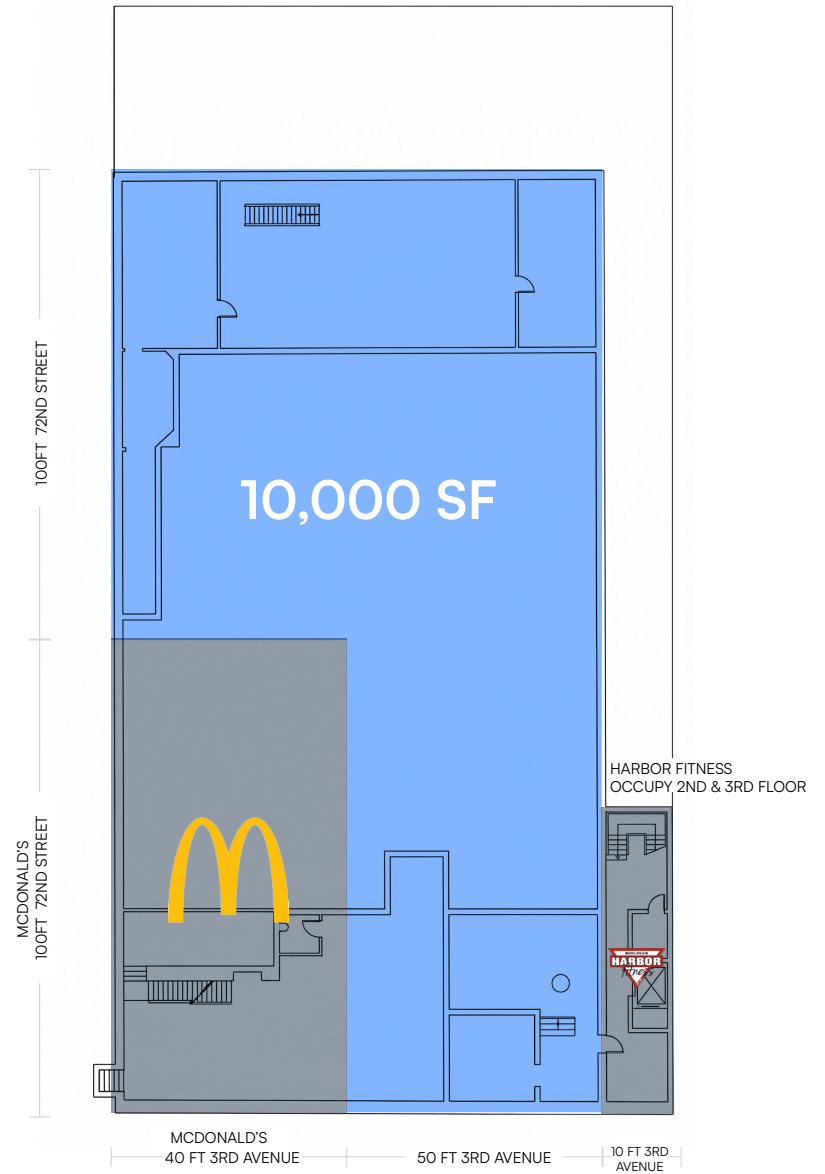 100FT 72ND STREET
10,000 SF
HARBOR FITNESS
OCCUPY 2ND & 3RD FLOOR
MCDONALD'S
100FT 72ND STREET
HARBOR
fitness
MCDONALD'S
40 FT 3RD AVENUE
50 FT 3RD AVENUE
10 FT 3RD
AVENUE